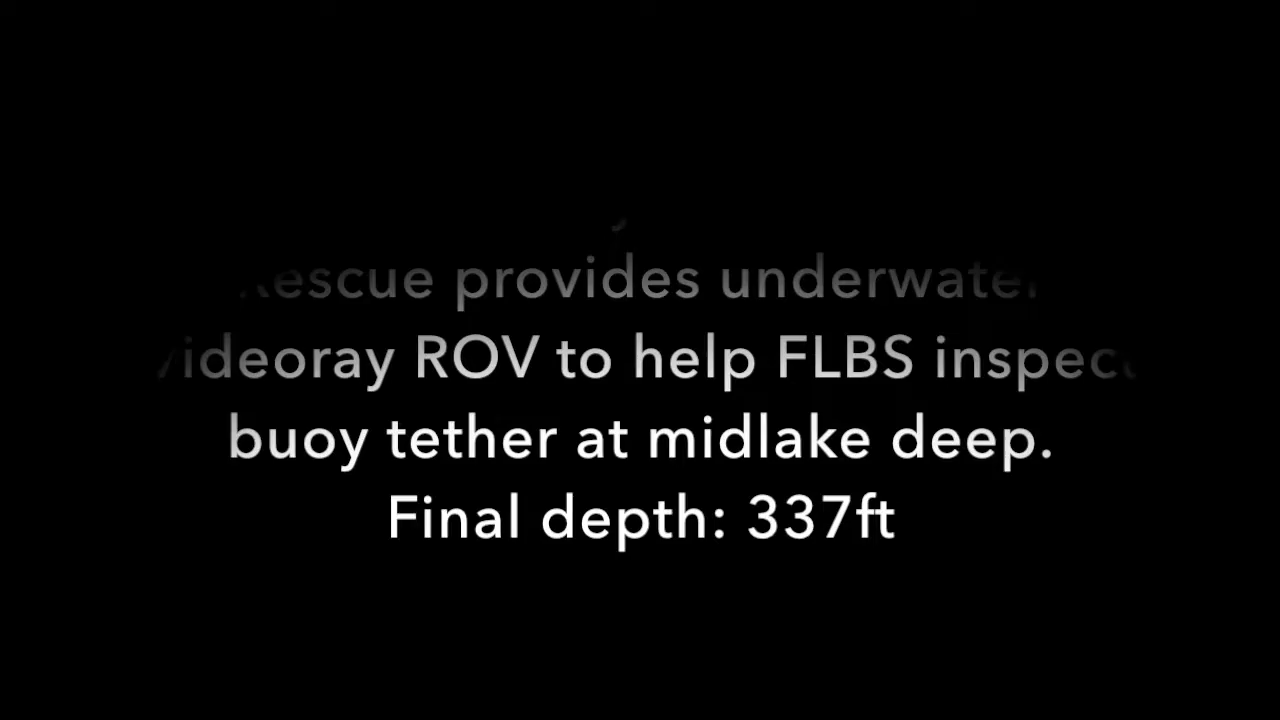 Rescue provides underwater
Videoray ROV to help FLBS inspect
buoy tether at midlake deep.
Final depth: 337ft